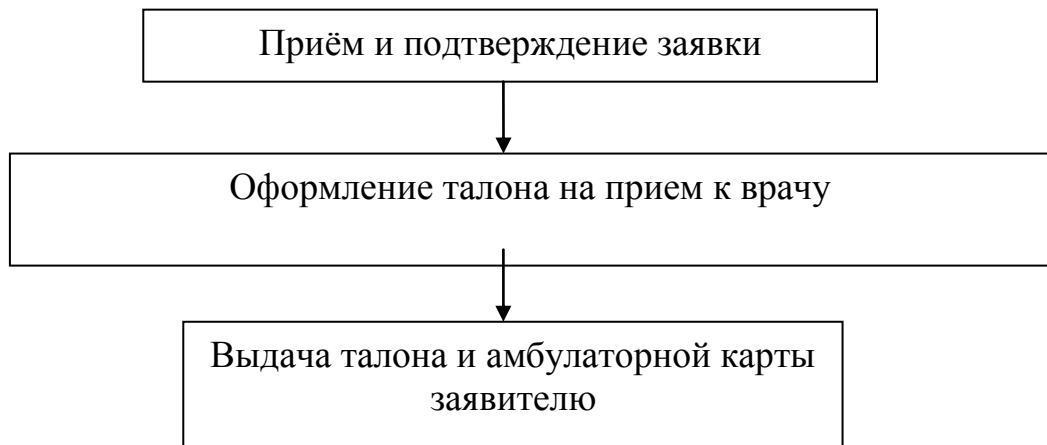 Приём и подтверждение заявки
Оформление талона на прием к врачу
Выдача талона и амбулаторной карты
заявителю